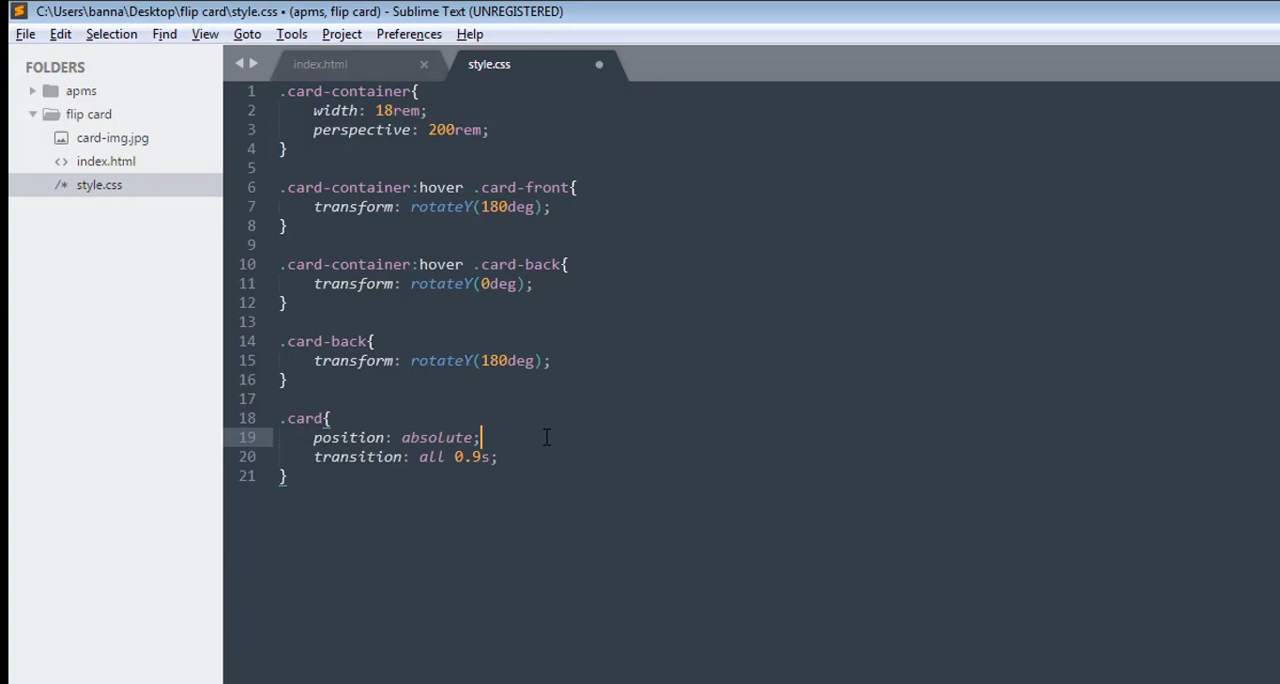 C:\Users\banna\Desktop\flip card\style.css • (apms, flip card) - Sublime Text (UNREGISTERED)
File Edit Selection Find View Goto Tools Project Preferences Help
FOLDERS
apms
flip card
card-img.jpg
<> index.html
/* style.css
index.html ×
style.css
1 .card-container{
2 width: 18rem;
3 perspective: 200rem;
4 }
5
6 .card-container:hover .card-front{
7 transform: rotateY(180deg);
8 }
9
10 .card-container:hover .card-back{
11 transform: rotateY(0deg);
12 }
13
14 .card-back{
15 transform: rotateY(180deg);
16 }
17
18 .card{
19 position: absolute;
20 transition: all 0.9s;
21 }